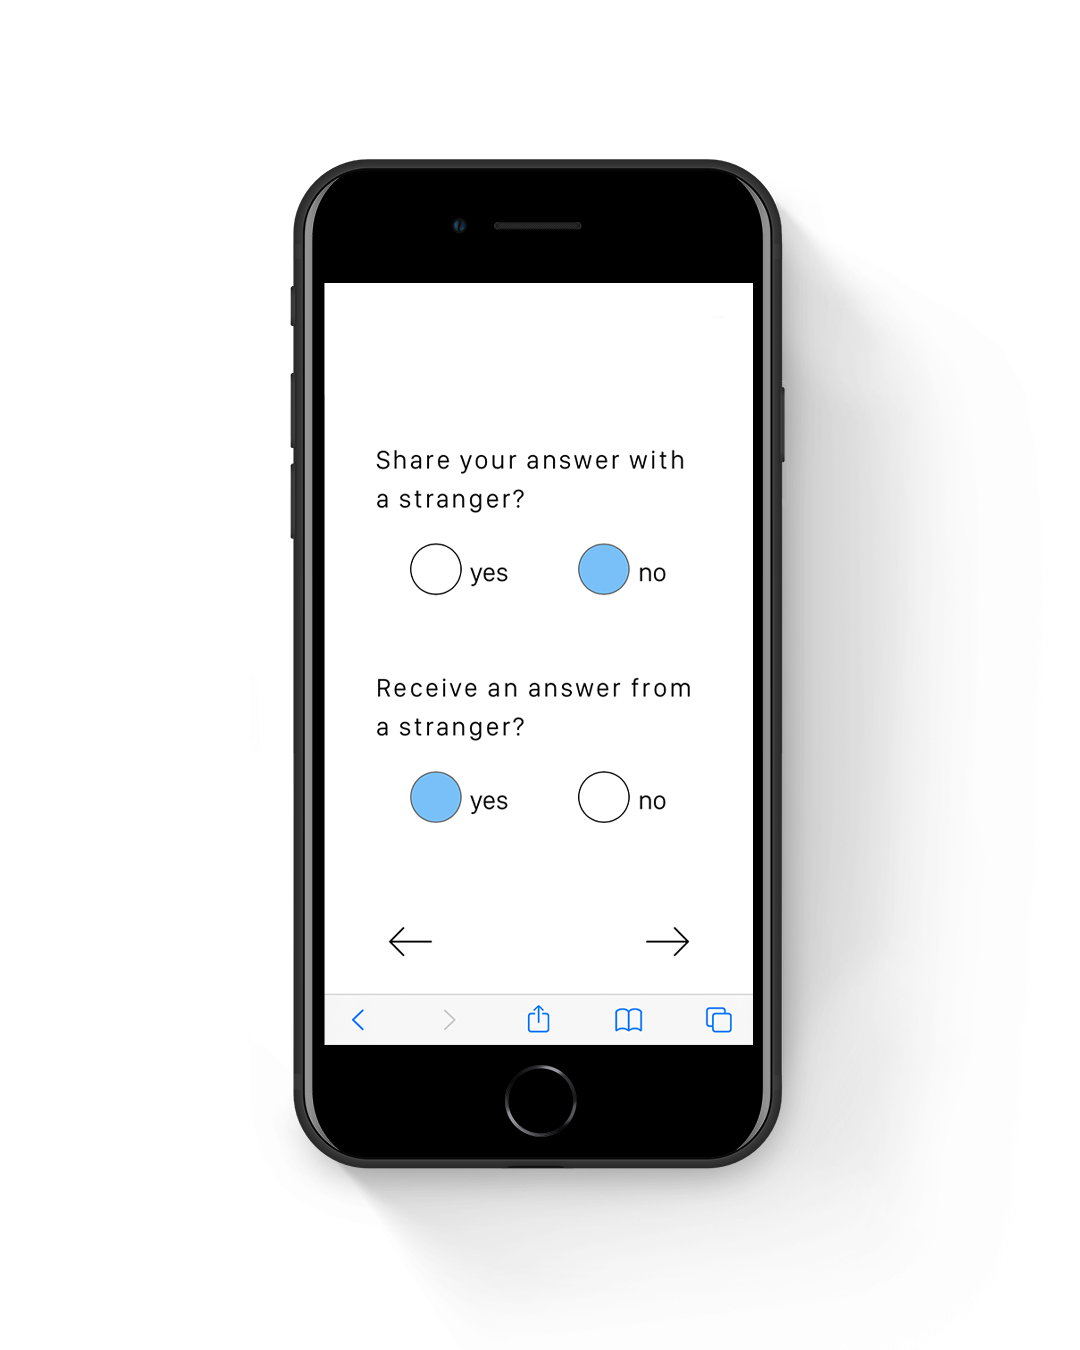 Share your answer with
a stranger?
yes no
Receive an answer from
a stranger?
yes no